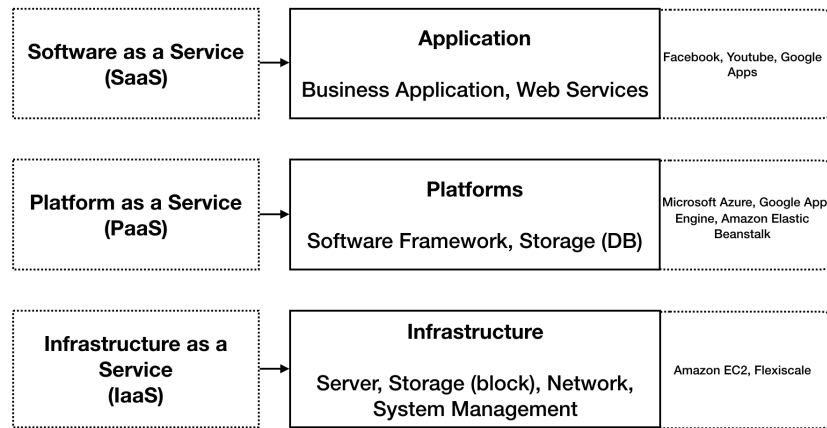 Software as a Service
(SaaS)
Application
Business Application, Web Services
Facebook, Youtube, Google
Apps
Platform as a Service
(PaaS)
Platforms
Software Framework, Storage (DB)
Microsoft Azure, Google App
Engine, Amazon Elastic
Beanstalk
Infrastructure as a
Service
(IaaS)
Infrastructure
Server, Storage (block), Network,
System Management
Amazon EC2, Flexiscale